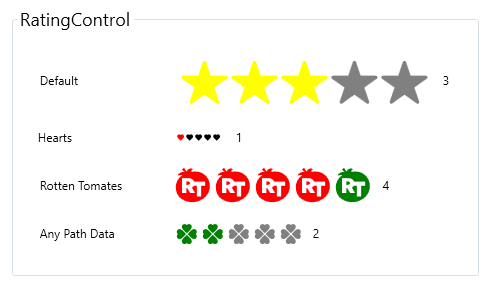 RatingControl
Default 3
Hearts 1
Rotten Tomates RT RT RT RT RT 4
Any Path Data 2